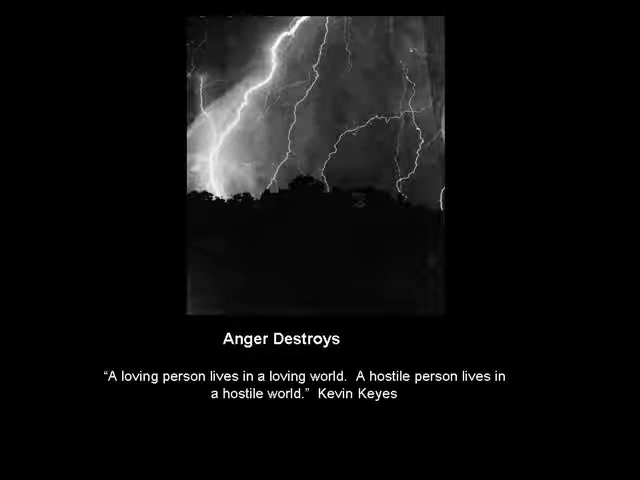 Anger Destroys
“A loving person lives in a loving world.  A hostile person lives in
a hostile world.”  Kevin Keyes